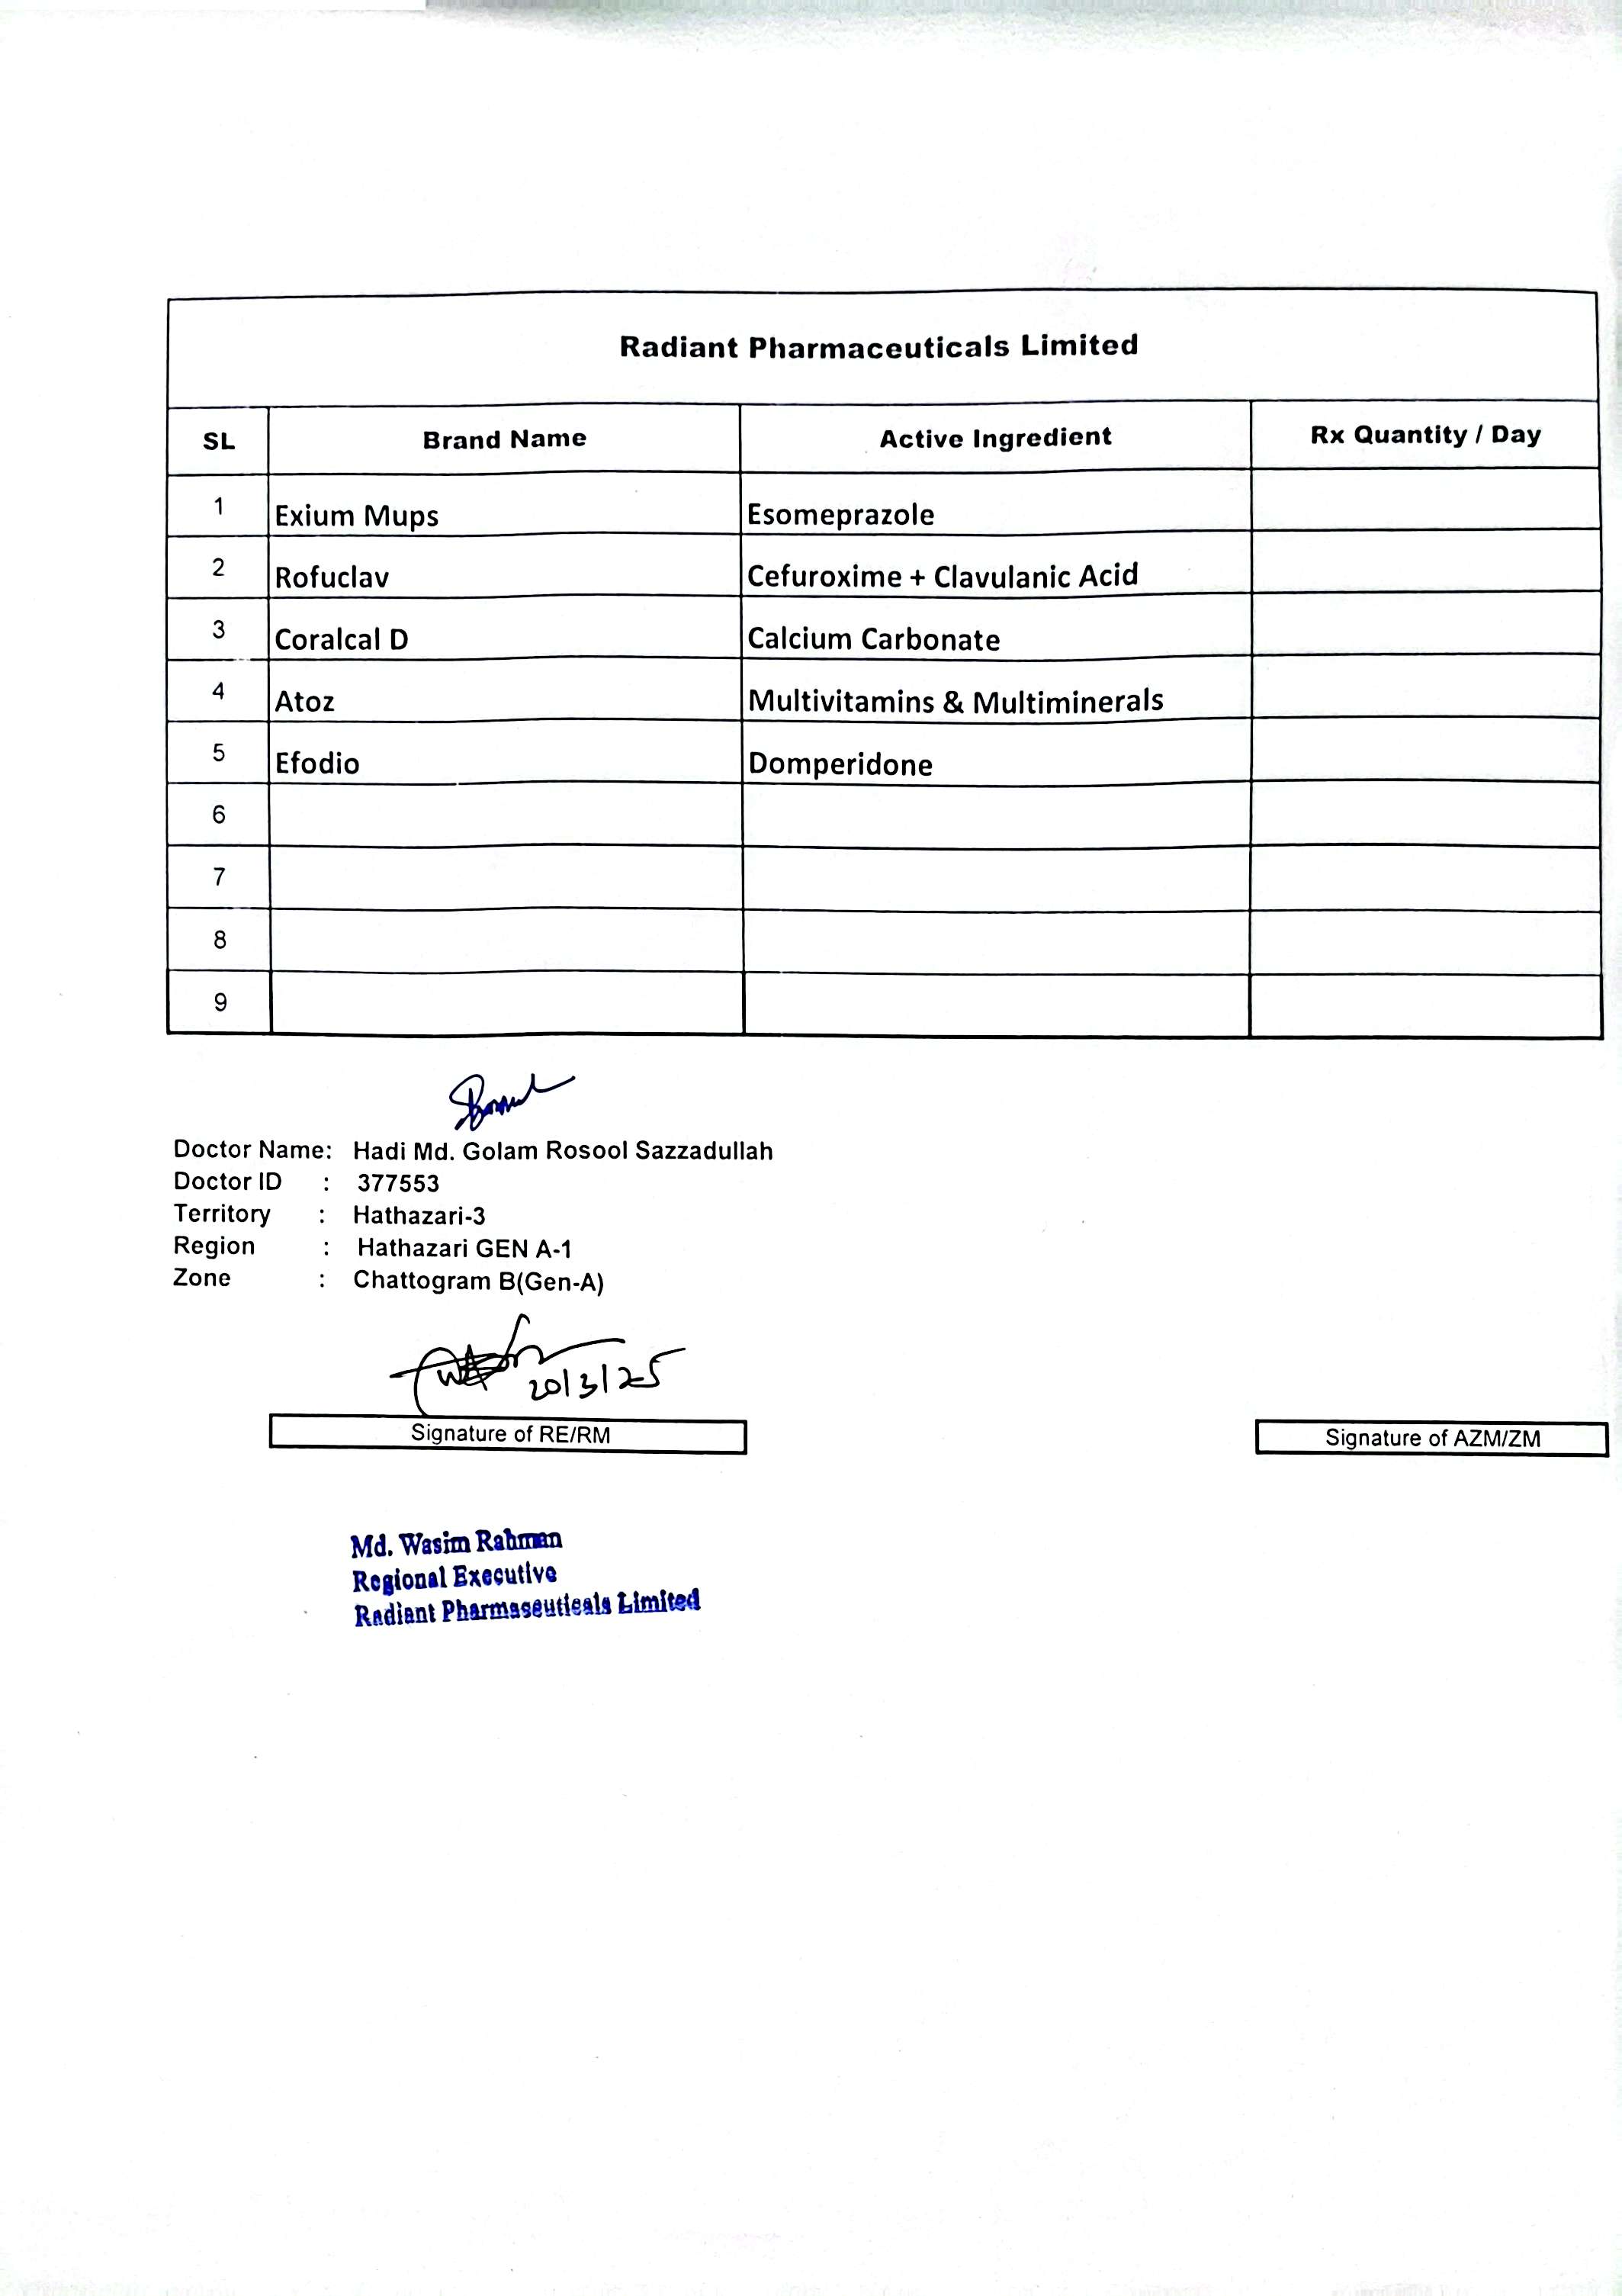 Radiant Pharmaceuticals Limited
SL Brand Name Active Ingredient Rx Quantity / Day
1 Exium Mups Esomeprazole
2 Rofuclav Cefuroxime + Clavulanic Acid
3 Coralcal D Calcium Carbonate
4 Atoz Multivitamins & Multiminerals
5 Efodio Domperidone
6
7
8
9
Doctor Name: Hadi Md. Golam Rosool Sazzadullah
Doctor ID : 377553
Territory : Hathazari-3
Region : Hathazari GEN A-1
Zone : Chattogram B(Gen-A)
20/3/25
Signature of RE/RM Signature of AZM/ZM
Md. Wasim Rahman
Regional Executive
Radiant Pharmaseuticals Limited